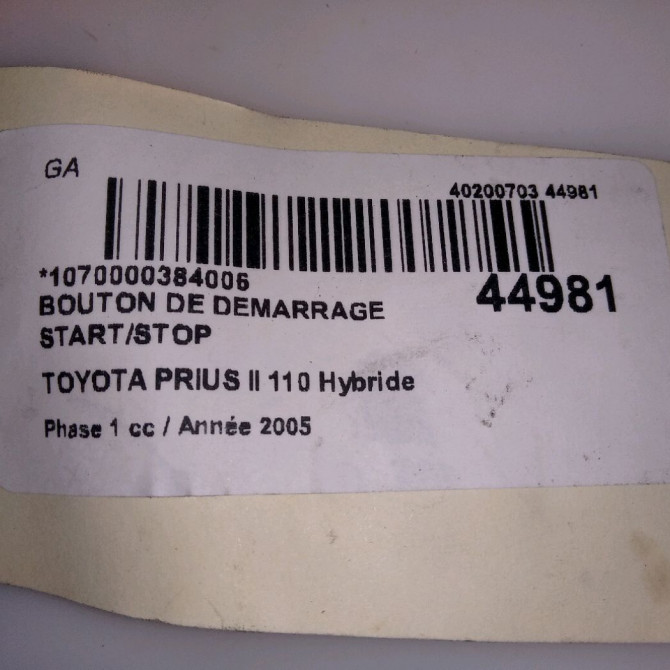 GA
40200703 44981
*1070000384006
44981
BOUTON DE DEMARRAGE
START/STOP
TOYOTA PRIUS II 110 Hybride
Phase 1 cc / Année 2005